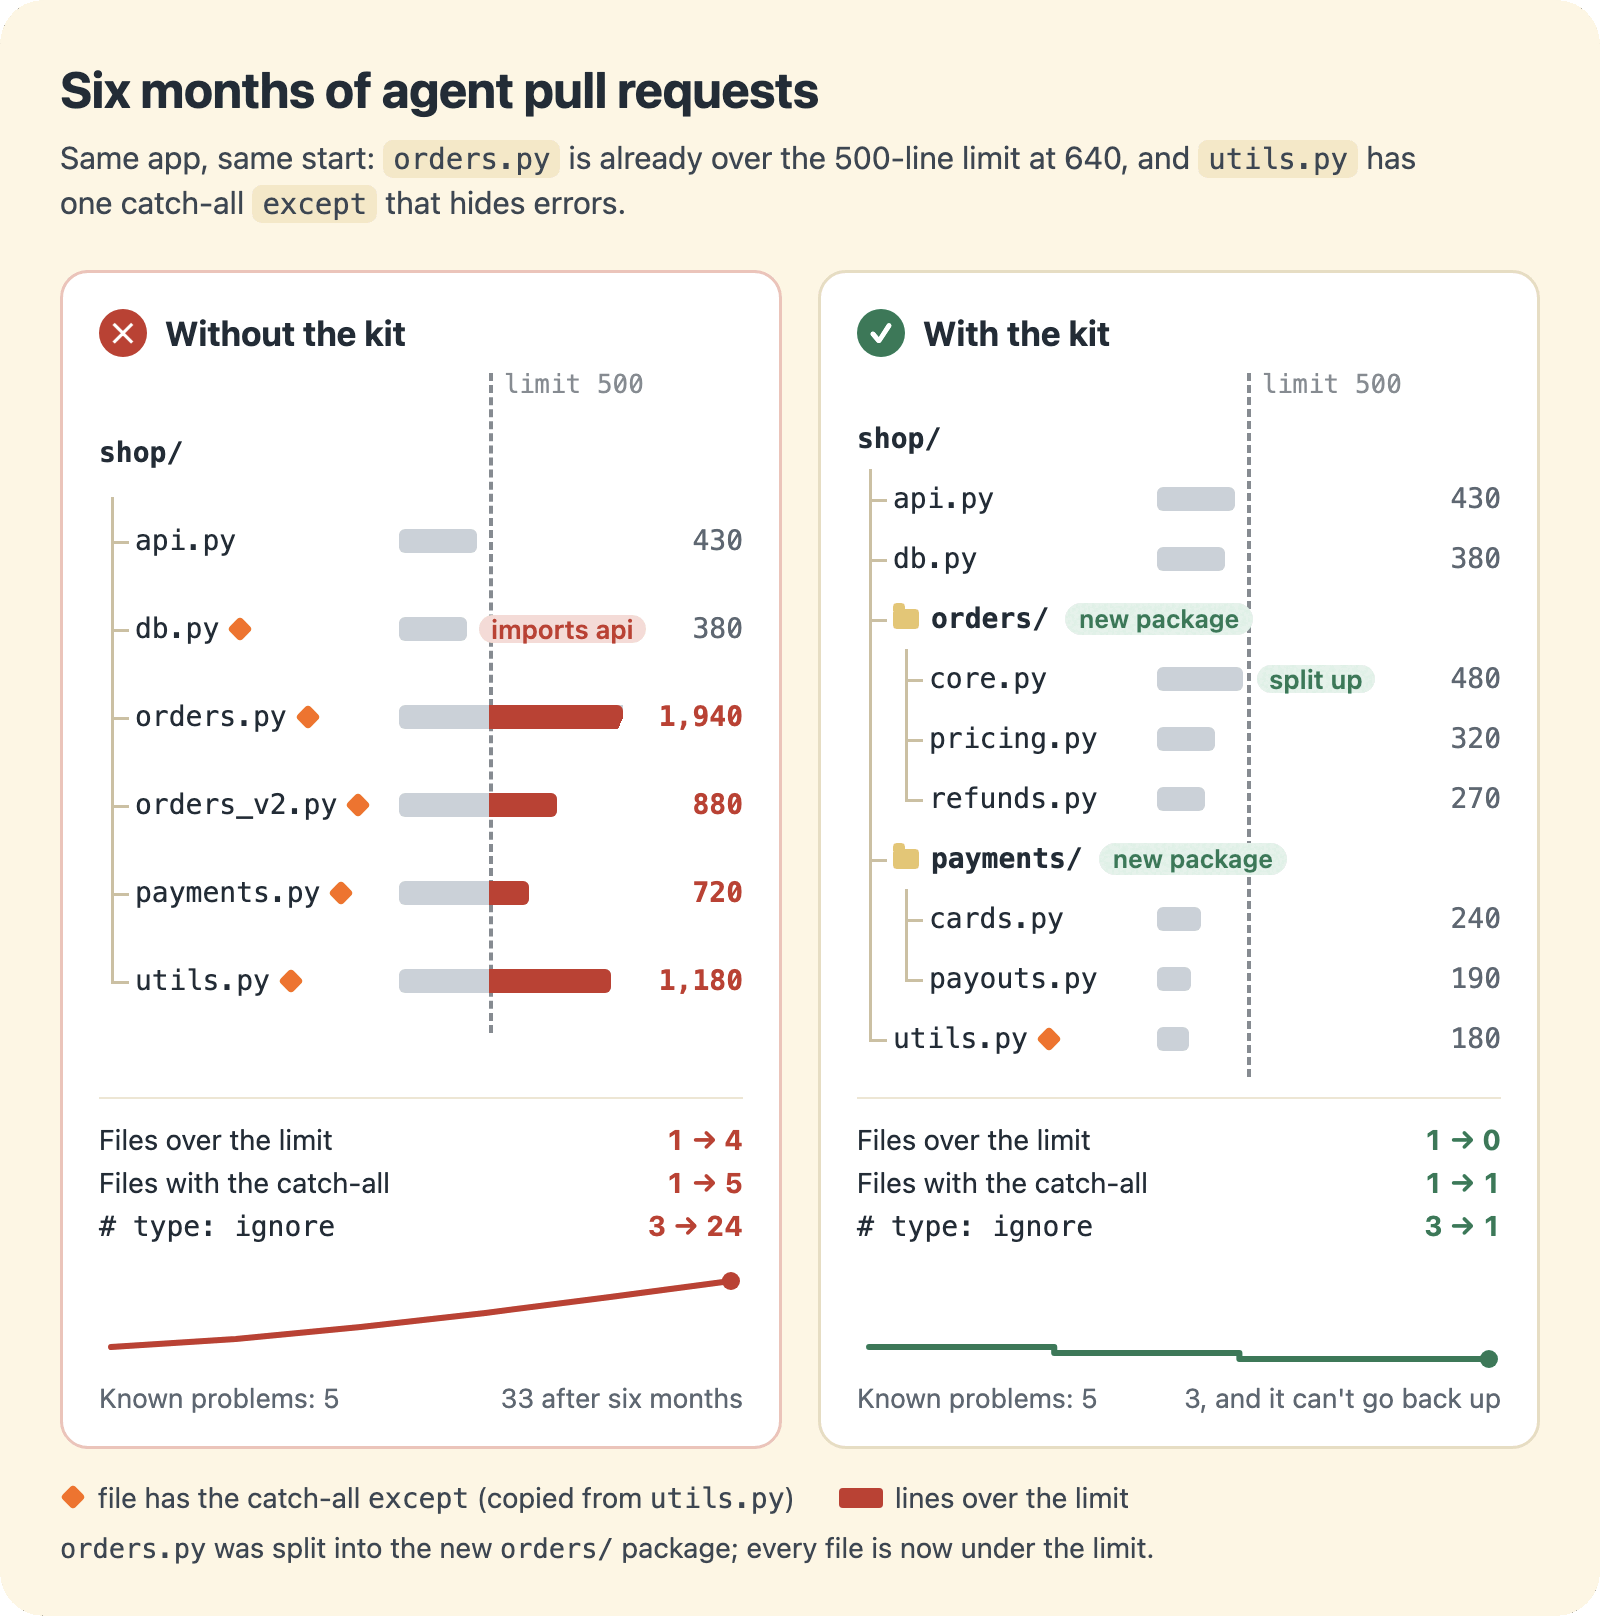 Six months of agent pull requests
Same app, same start: orders.py is already over the 500-line limit at 640, and utils.py has
one catch-all except that hides errors.
Without the kit
limit 500
shop/
api.py 430
db.py imports api 380
orders.py 1,940
orders_v2.py 880
payments.py 720
utils.py 1,180
Files over the limit 1 → 4
Files with the catch-all 1 → 5
# type: ignore 3 → 24
Known problems: 5 33 after six months
With the kit
limit 500
shop/
api.py 430
db.py 380
orders/ new package
core.py split up 480
pricing.py 320
refunds.py 270
payments/ new package
cards.py 240
payouts.py 190
utils.py 180
Files over the limit 1 → 0
Files with the catch-all 1 → 1
# type: ignore 3 → 1
Known problems: 5 3, and it can't go back up
file has the catch-all except (copied from utils.py) lines over the limit
orders.py was split into the new orders/ package; every file is now under the limit.